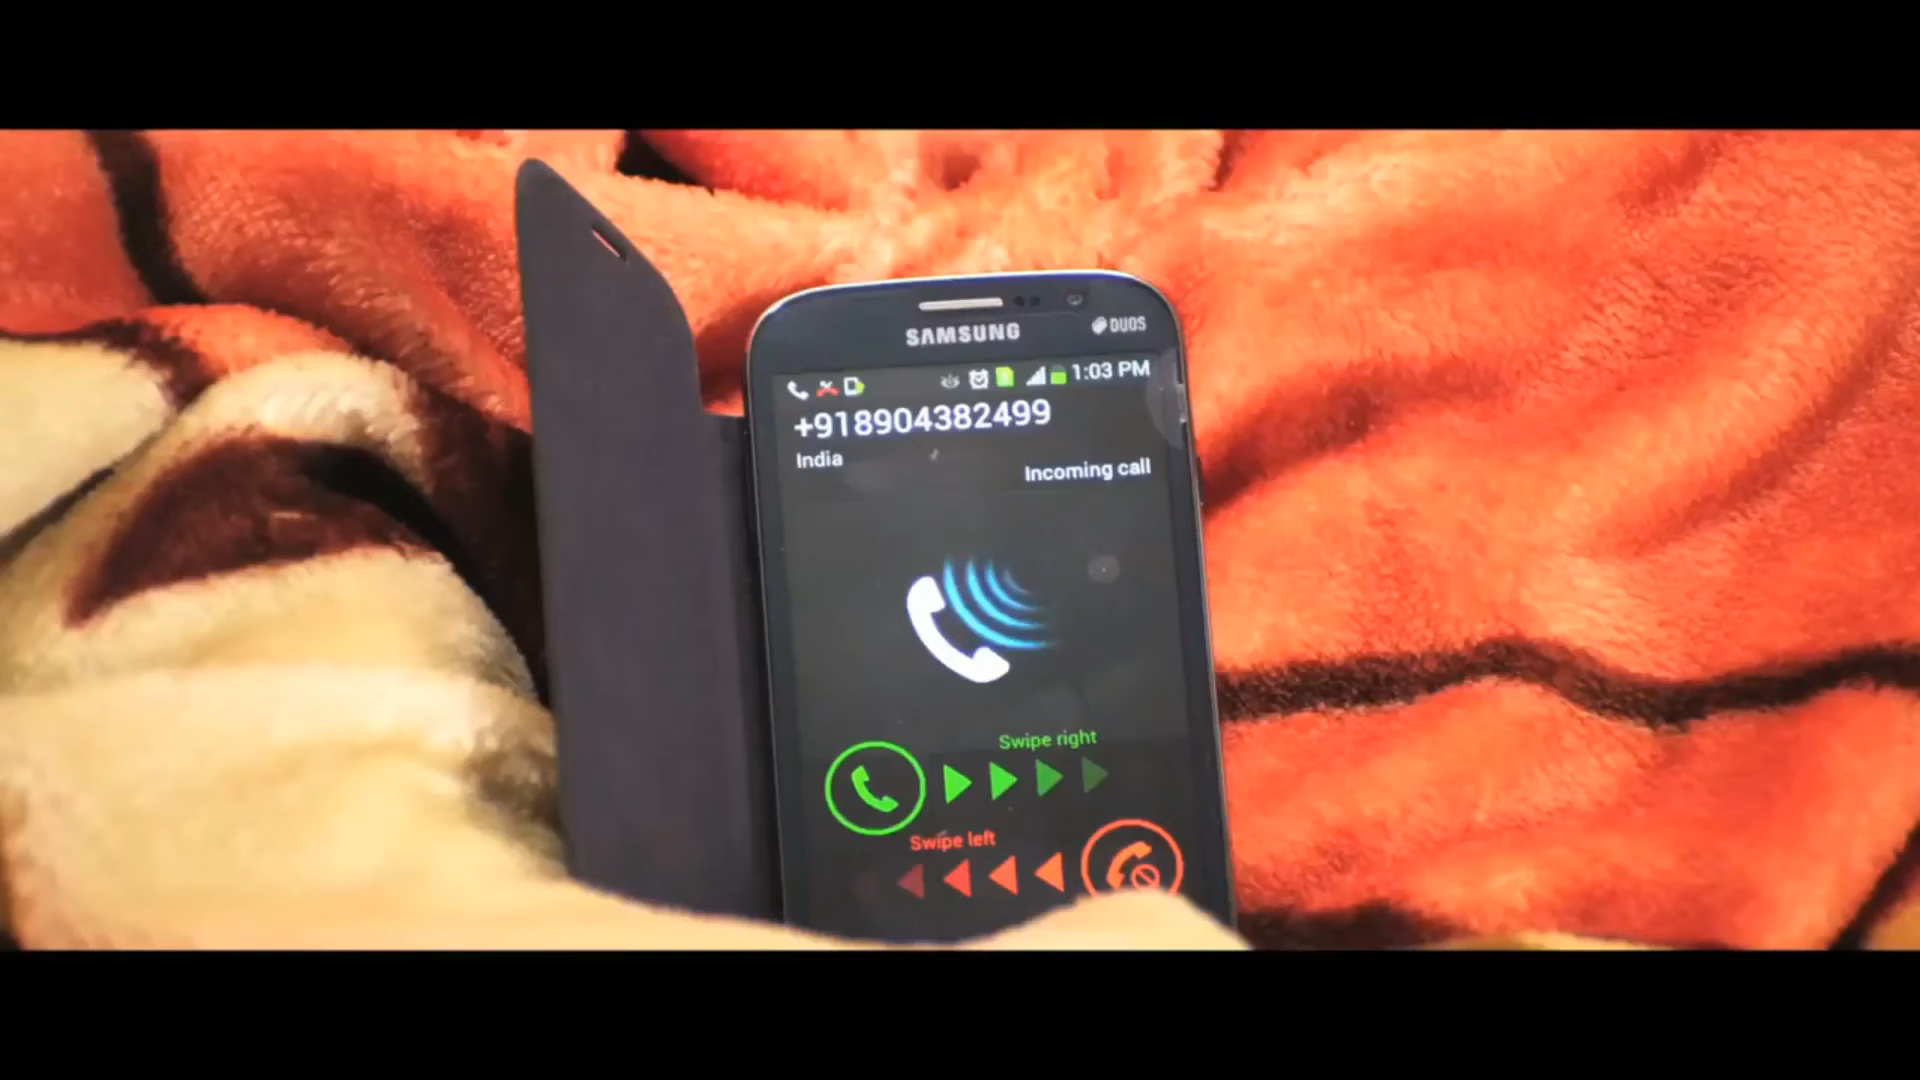 SAMSUNG
DUOS
1:03 PM
+918904382499
India
Incoming call
Swipe right
Swipe left